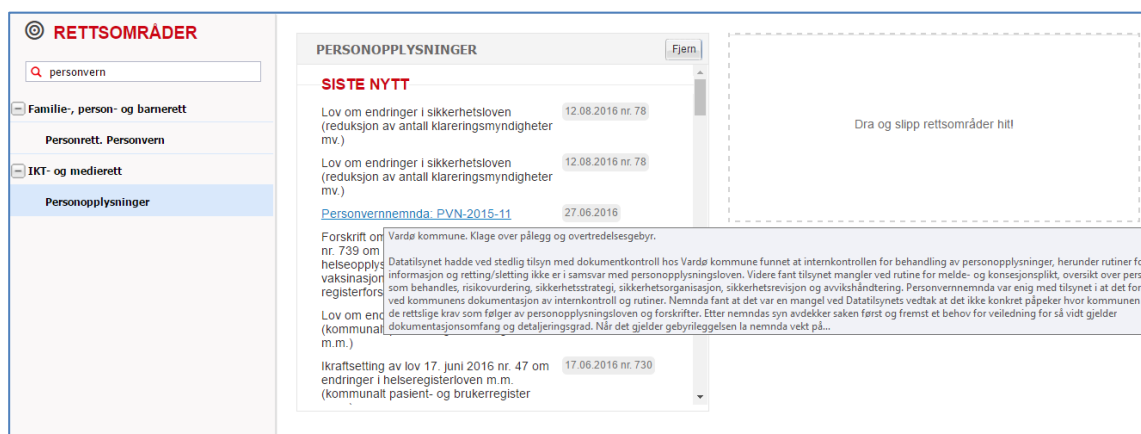 RETTSOMRÅDER
personvern
Familie-, person- og barnerett
Personrett. Personvern
IKT- og medierett
Personopplysninger
PERSONOPPLYSNINGER
Fjern
SISTE NYTT
Lov om endringer i sikkerhetsloven
(reduksjon av antall klareringsmyndigheter
mv.)
12.08.2016 nr. 78
Lov om endringer i sikkerhetsloven
(reduksjon av antall klareringsmyndigheter
mv.)
12.08.2016 nr. 78
Personvernnemnda: PVN-2015-11
27.06.2016
Forskrift om
nr. 739 om
helseopplys
vaksinasjon
registerfors
Lov om end
(kommunalt
m.m.)
Vardø kommune. Klage over pålegg og overtredelsesgebyr.
Datatilsynet hadde ved stedlig tilsyn med dokumentkontroll hos Vardø kommune funnet at internkontrollen for behandling av personopplysninger, herunder rutiner fo
informasjon og retting/sletting ikke er i samsvar med personopplysningsloven. Videre fant tilsynet mangler ved rutine for melde- og konsesjonsplikt, oversikt over pers
som behandles, risikovurdering, sikkerhetsstrategi, sikkerhetsorganisasjon, sikkerhetsrevisjon og avvikshåndtering. Personvernnemnda var enig med tilsynet i at det for
ved kommunens dokumentasjon av internkontroll og rutiner. Nemnda fant at det var en mangel ved Datatilsynets vedtak at det ikke konkret påpeker hvor kommunen
de rettslige krav som følger av personopplysningsloven og forskrifter. Etter nemndas syn avdekker saken først og fremst et behov for veiledning for så vidt gjelder
dokumentasjonsomfang og detaljeringsgrad. Når det gjelder gebyrileggelsen la nemnda vekt på...
Ikraftsetting av lov 17. juni 2016 nr. 47 om
endringer i helseregisterloven m.m.
(kommunalt pasient- og brukerregister
17.06.2016 nr. 730
Dra og slipp rettsområder hit!